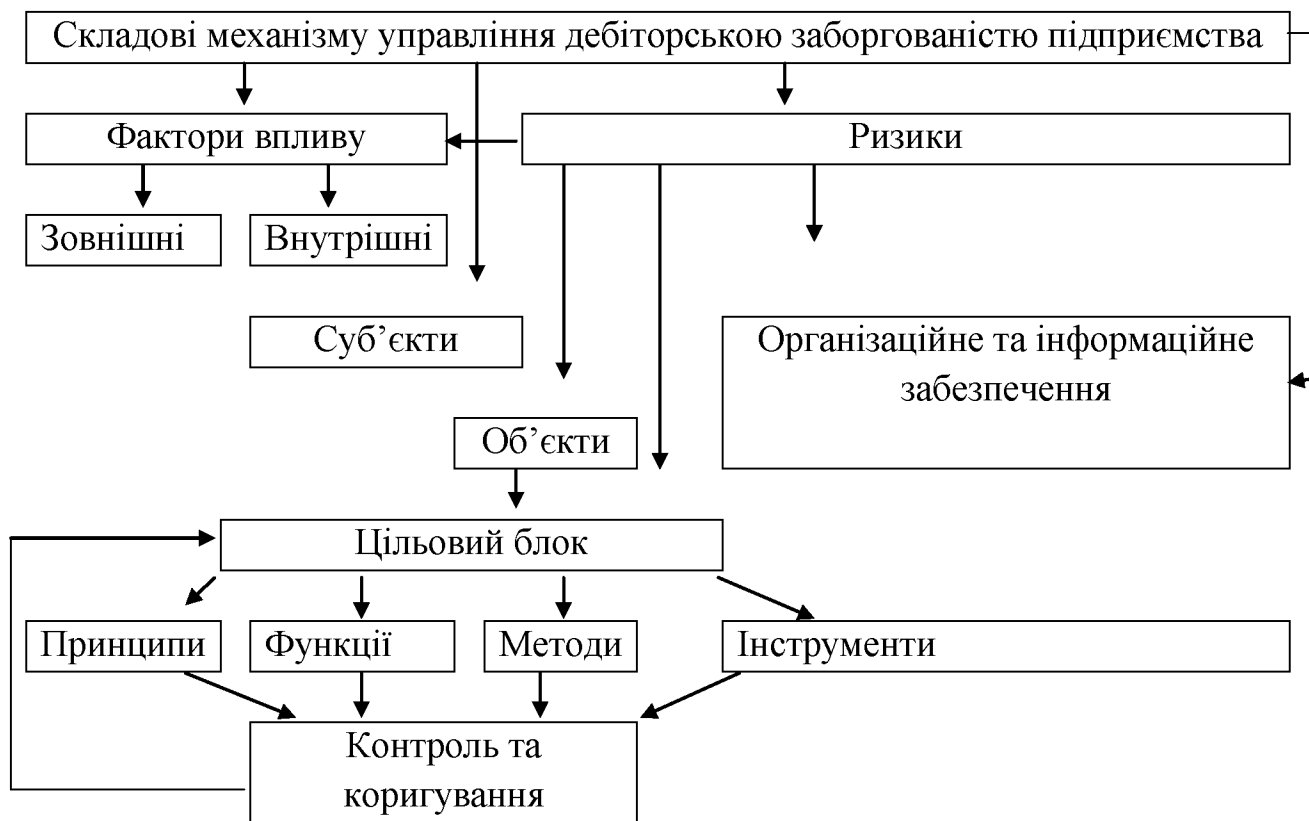 Складові механізму управління дебіторською заборгованістю підприємства
Фактори впливу
Ризики
Зовнішні
Внутрішні
Суб’єкти
Організаційне та інформаційне
забезпечення
Об’єкти
Цільовий блок
Принципи
Функції
Методи
Інструменти
Контроль та
коригування